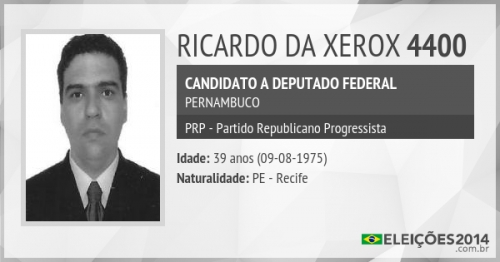 RICARDO DA XEROX 4400
CANDIDATO A DEPUTADO FEDERAL
PERNAMBUCO
PRP - Partido Republicano Progressista
Idade: 39 anos (09-08-1975)
Naturalidade: PE - Recife
ELEIÇÕES2014
.com.br